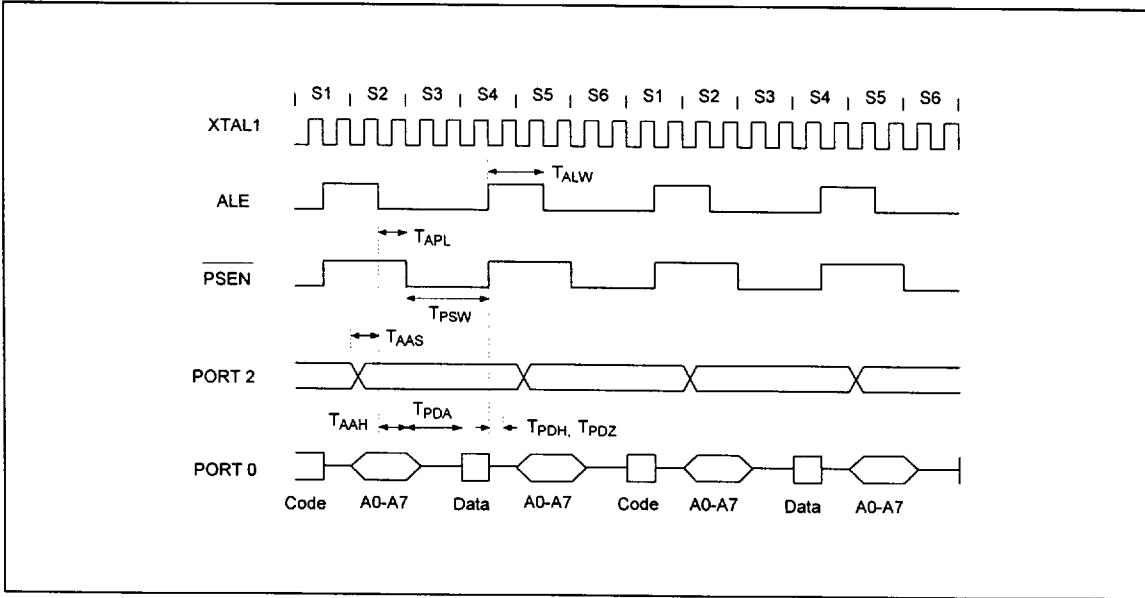 S1 S2 S3 S4 S5 S6 S1 S2 S3 S4 S5 S6
XTAL1
TALW
ALE
TAPL
PSEN
TPSW
TAAS
PORT 2
TAAH TPDA TPDH, TPDZ
PORT 0
Code A0-A7 Data A0-A7 Code A0-A7 Data A0-A7